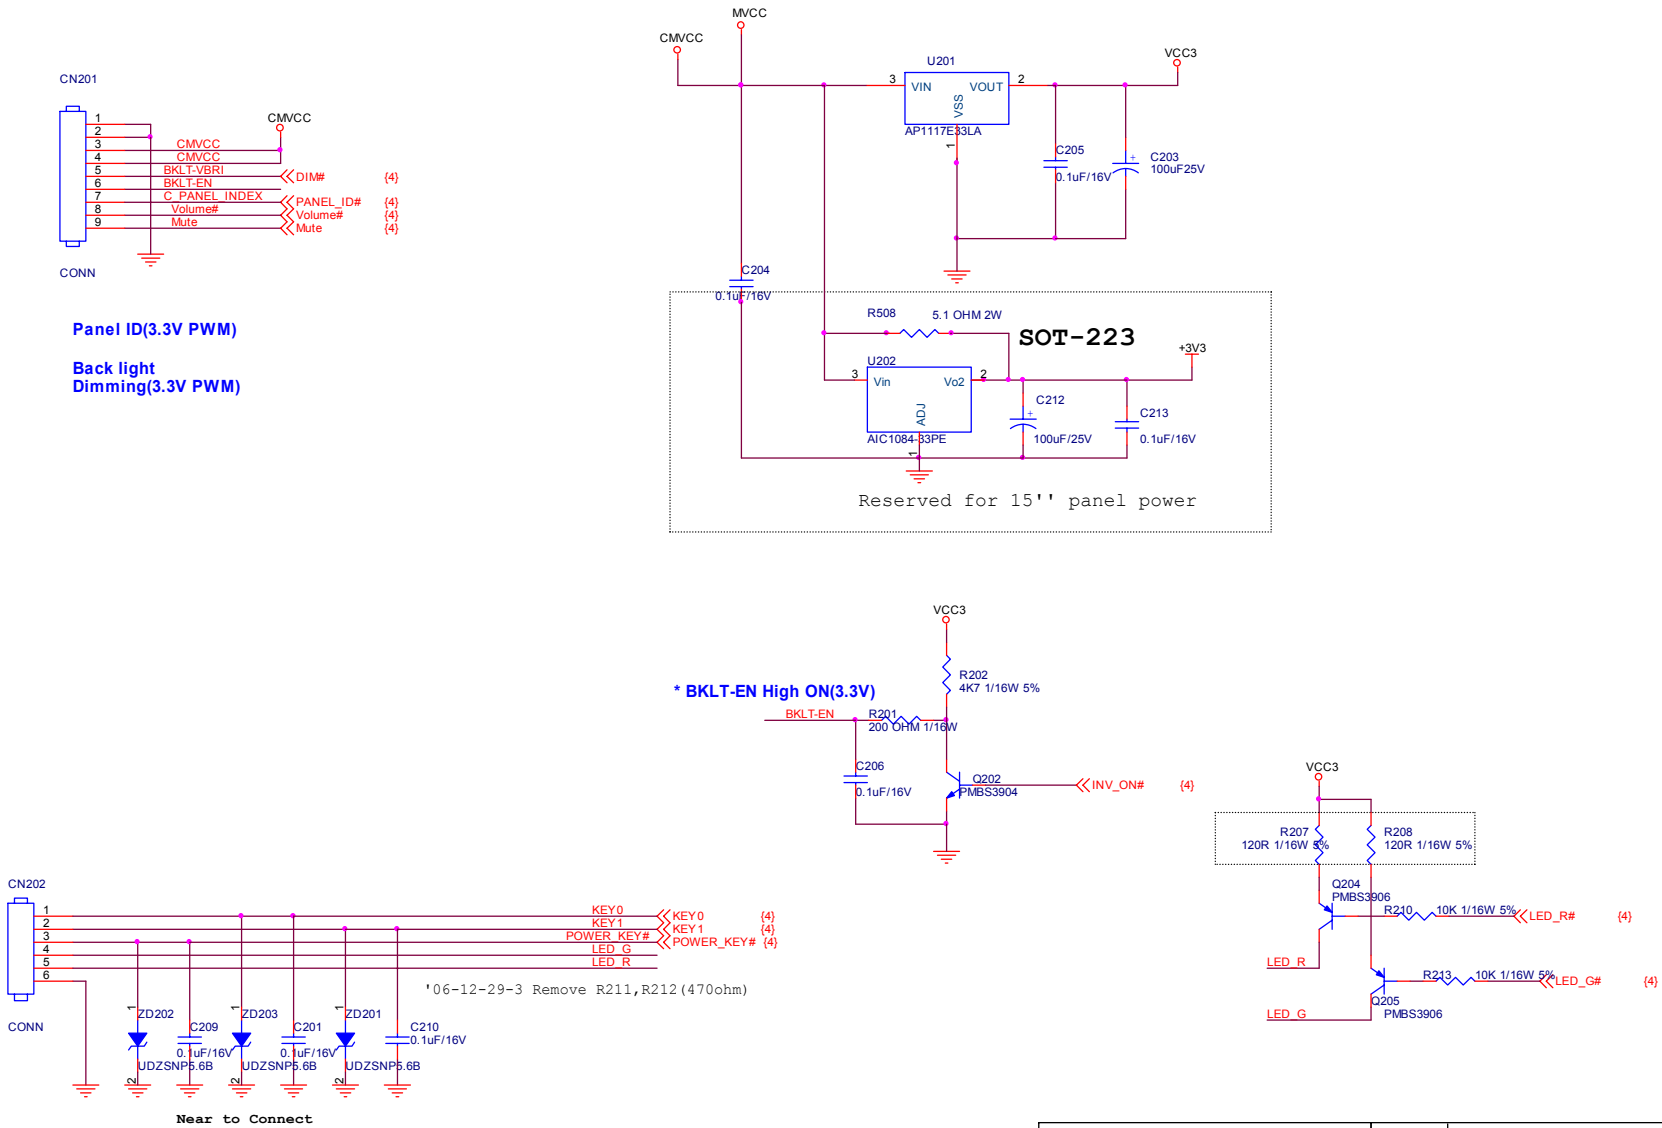 MVCC
CMVCC
VCC3
U201
3 VIN VOUT 2
VSS
AP1117E33LA
1
C205
0.1uF/16V
C203
+
100uF25V
CN201
1
2
3 CMVCC
4 CMVCC
5 BKLT-VBRI DIM# {4}
6 BKLT-EN
7 C_PANEL_INDEX PANEL_ID# {4}
8 Volume# Volume# {4}
9 Mute Mute {4}
CMVCC
CONN
C204
0.1uF/16V
Panel ID(3.3V PWM)
Back light
Dimming(3.3V PWM)
R508 5.1 OHM 2W
SOT-223
+3V3
U202
3 Vin Vo2 2
ADJ
AIC1084-33PE
1
C212
+
100uF/25V
C213
0.1uF/16V
Reserved for 15'' panel power
VCC3
R202
4K7 1/16W 5%
* BKLT-EN High ON(3.3V)
BKLT-EN R201
200 OHM 1/16W
C206
0.1uF/16V
Q202
PMBS3904
INV_ON# {4}
VCC3
R207
120R 1/16W 5%
R208
120R 1/16W 5%
Q204
PMBS3906
R210 10K 1/16W 5% LED_R# {4}
LED_R
R213 10K 1/16W 5% LED_G# {4}
Q205
PMBS3906
LED_G
CN202
1 KEY0 KEY0 {4}
2 KEY1 KEY1 {4}
3 POWER_KEY# POWER_KEY# {4}
4 LED_G
5 LED_R
6
CONN
'06-12-29-3 Remove R211,R212(470ohm)
1 ZD202
UDZSNP5.6B
2
C209
0.1uF/16V
1 ZD203
UDZSNP5.6B
2
C201
0.1uF/16V
1 ZD201
UDZSNP5.6B
2
C210
0.1uF/16V
Near to Connect